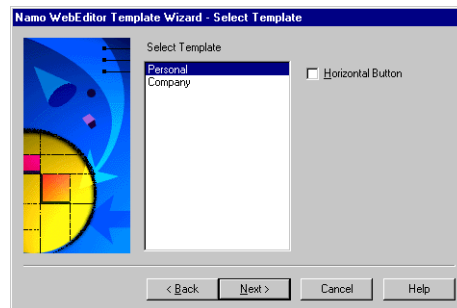 Namo WebEditor Template Wizard - Select Template
Select Template
Personal
Company
Horizontal Button
< Back
Next >
Cancel
Help